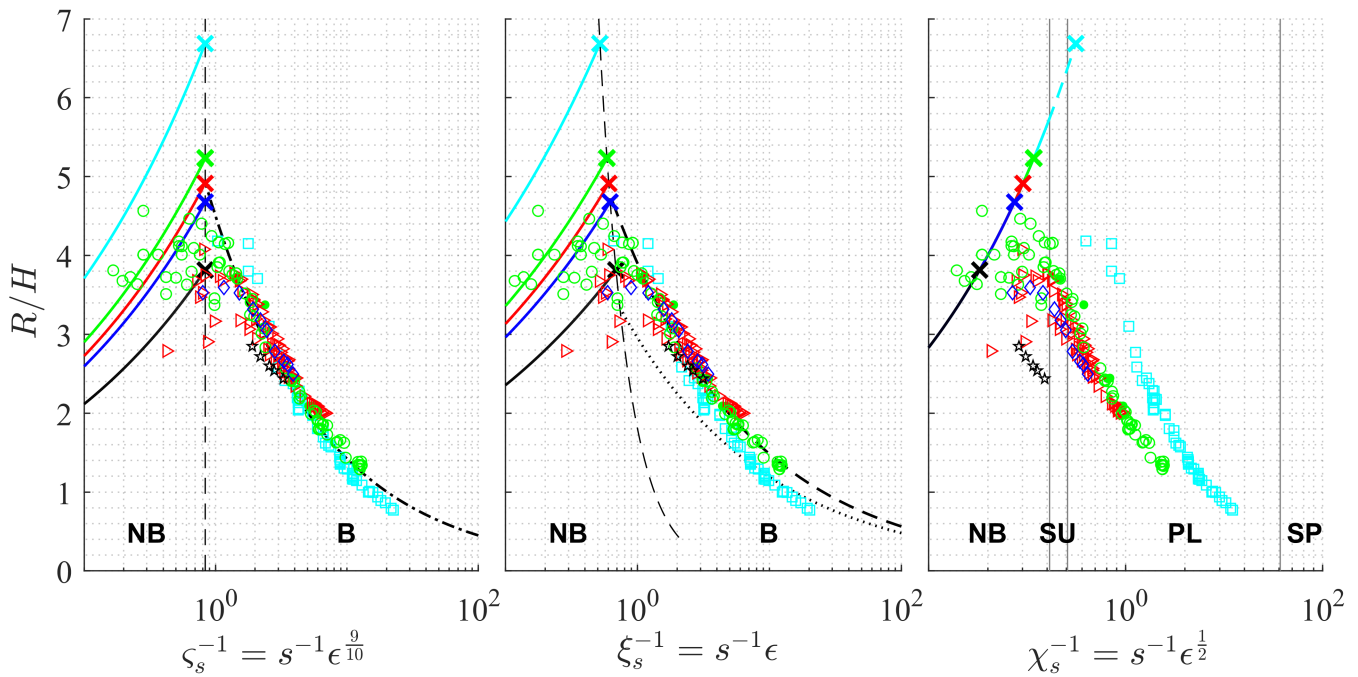 R/H
7
6
5
4
3
2
1
0
NB B
NB B
NB SU PL SP
10^0 10^2
10^0 10^2
10^0 10^2
ς_s^{-1} = s^{-1}ϵ^{\frac{9}{10}}
ξ_s^{-1} = s^{-1}ϵ
χ_s^{-1} = s^{-1}ϵ^{\frac{1}{2}}